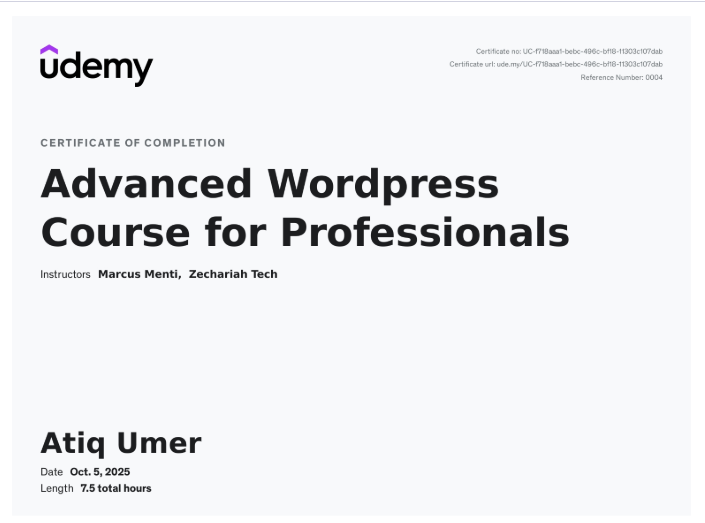 udemy
Certificate no: UC-f718aaa1-bebc-496c-bf18-11303c107dab
Certificate url: ude.my/UC-f718aaa1-bebc-496c-bf18-11303c107dab
Reference Number: 0004
CERTIFICATE OF COMPLETION
Advanced Wordpress
Course for Professionals
Instructors Marcus Menti, Zechariah Tech
Atiq Umer
Date Oct. 5, 2025
Length 7.5 total hours